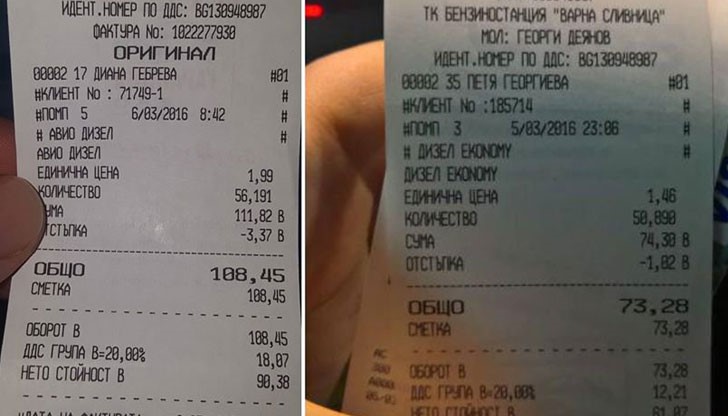 ИДЕНТ.НОМЕР ПО ДДС: BG130948987
ФАКТУРА No: 1022277930
ОРИГИНАЛ
00002 17 ДИАНА ГЕБРЕВА #01
#КЛИЕНТ No : 71749-1 #
#ПОМП 5 6/03/2016 8:42 #
# АВИО ДИЗЕЛ #
АВИО ДИЗЕЛ
ЕДИНИЧНА ЦЕНА 1,99
КОЛИЧЕСТВО 56,191
УМА 111,82 В
ТСТЪПКА -3,37 В
ОБЩО 108,45
СМЕТКА 108,45
ОБОРОТ В 108,45
ДДС ГРУПА В=20,00% 18,07
НЕТО СТОЙНОСТ В 90,38
ТК БЕНЗИНОСТАНЦИЯ "ВАРНА СЛИВНИЦА"
МОЛ: ГЕОРГИ ДЕЯНОВ
ИДЕНТ.НОМЕР ПО ДДС: BG130948987
00002 35 ПЕТЯ ГЕОРГИЕВА #01
#КЛИЕНТ No :185714 #
#ПОМП 3 5/03/2016 23:06 #
# ДИЗЕЛ EKONOMY #
ДИЗЕЛ EKONOMY
ЕДИНИЧНА ЦЕНА 1,46
КОЛИЧЕСТВО 50,890
СУМА 74,30 В
ОТСТЪПКА -1,02 В
ОБЩО 73,28
СМЕТКА 73,28
ОБОРОТ В 73,28
ДДС ГРУПА В=20,00% 12,21
НЕТО СТОЙНОСТ В 61,07